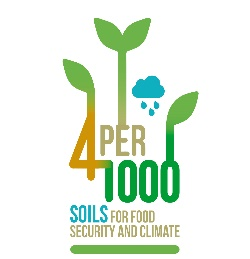 4 PER
1000
SOILS FOR FOOD
SECURITY AND CLIMATE